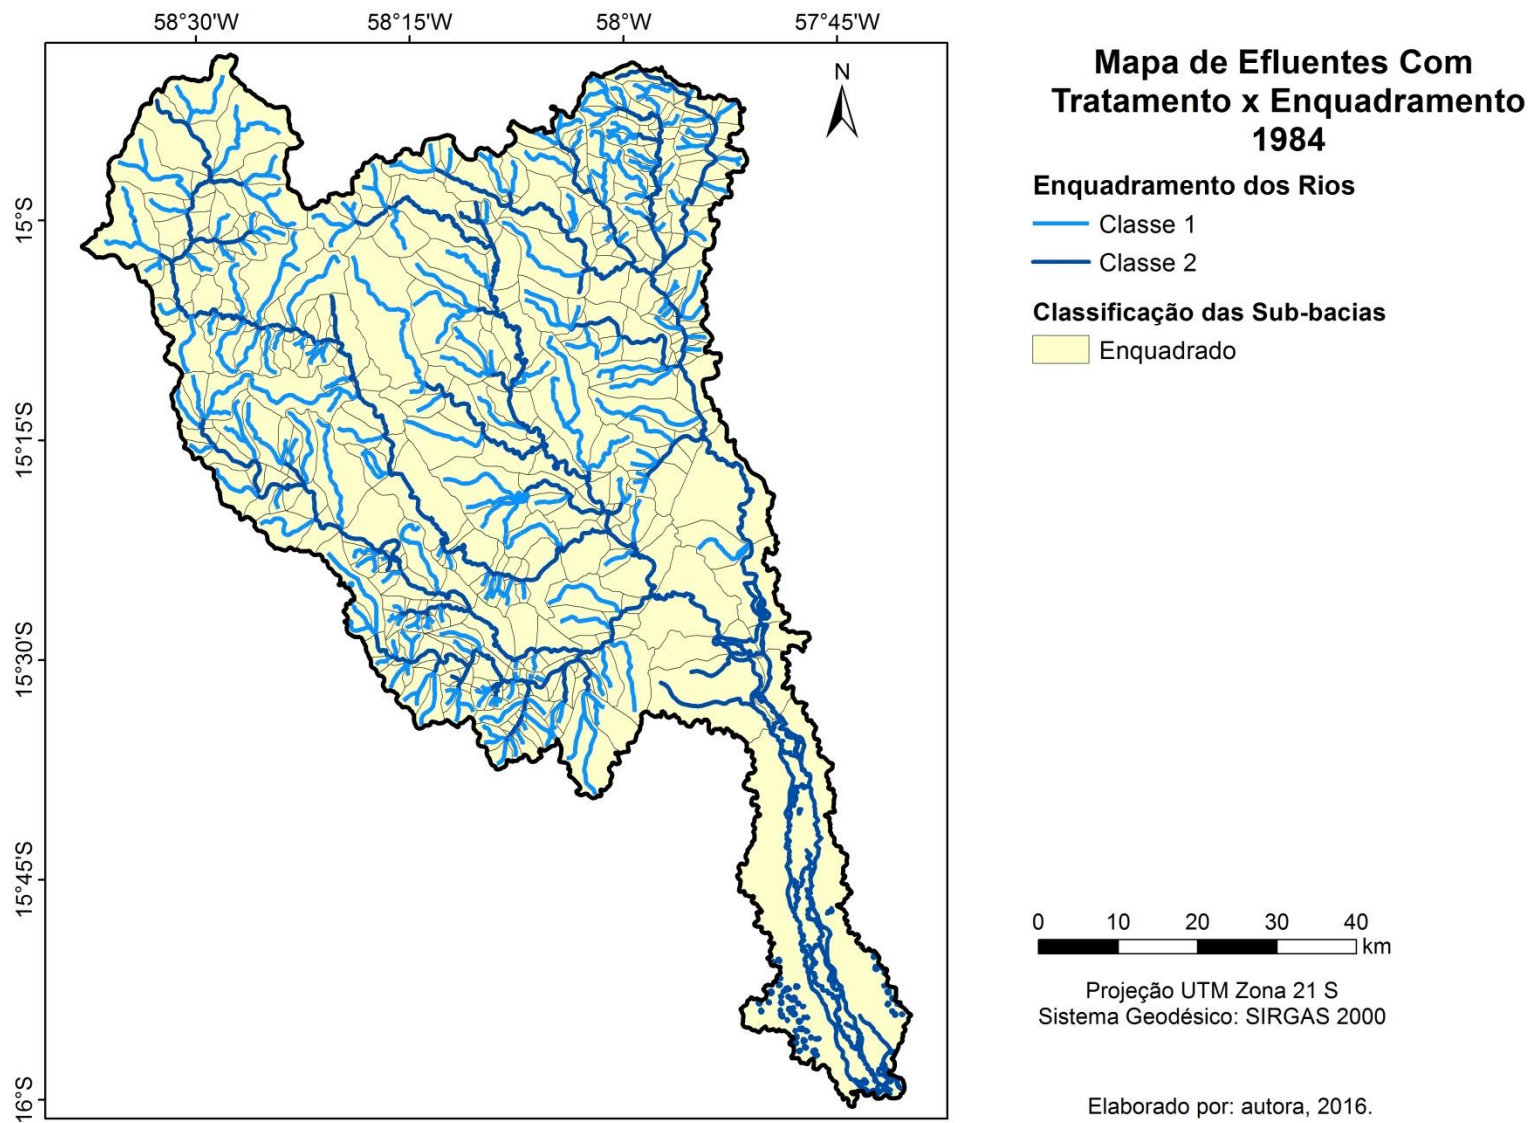 58°30'W
58°15'W
58°W
57°45'W
15°S
15°15'S
15°30'S
15°45'S
16°S
N
Mapa de Efluentes Com
Tratamento x Enquadramento
1984
Enquadramento dos Rios
Classe 1
Classe 2
Classificação das Sub-bacias
Enquadrado
0 10 20 30 40
km
Projeção UTM Zona 21 S
Sistema Geodésico: SIRGAS 2000
Elaborado por: autora, 2016.